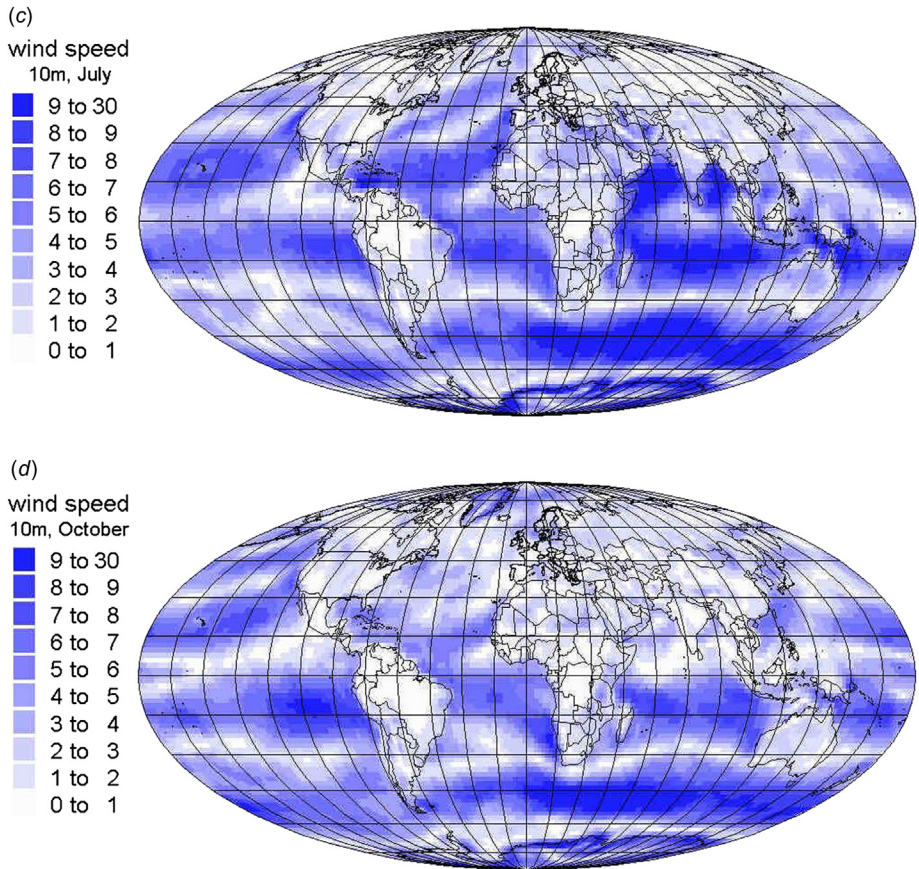 (c)
wind speed
10m, July
9 to 30
8 to 9
7 to 8
6 to 7
5 to 6
4 to 5
3 to 4
2 to 3
1 to 2
0 to 1
(d)
wind speed
10m, October
9 to 30
8 to 9
7 to 8
6 to 7
5 to 6
4 to 5
3 to 4
2 to 3
1 to 2
0 to 1